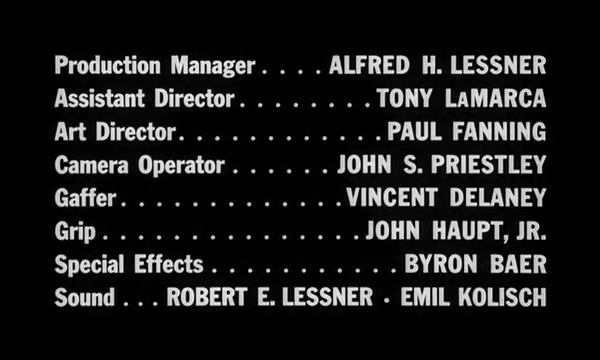 Production Manager . . . . ALFRED H. LESSNER
Assistant Director . . . . . . . . TONY LAMARCA
Art Director . . . . . . . . . . . . . PAUL FANNING
Camera Operator . . . . . . JOHN S. PRIESTLEY
Gaffer . . . . . . . . . . . . . . VINCENT DELANEY
Grip . . . . . . . . . . . . . . . . JOHN HAUPT, JR.
Special Effects . . . . . . . . . . . . BYRON BAER
Sound . . . ROBERT E. LESSNER • EMIL KOLISCH